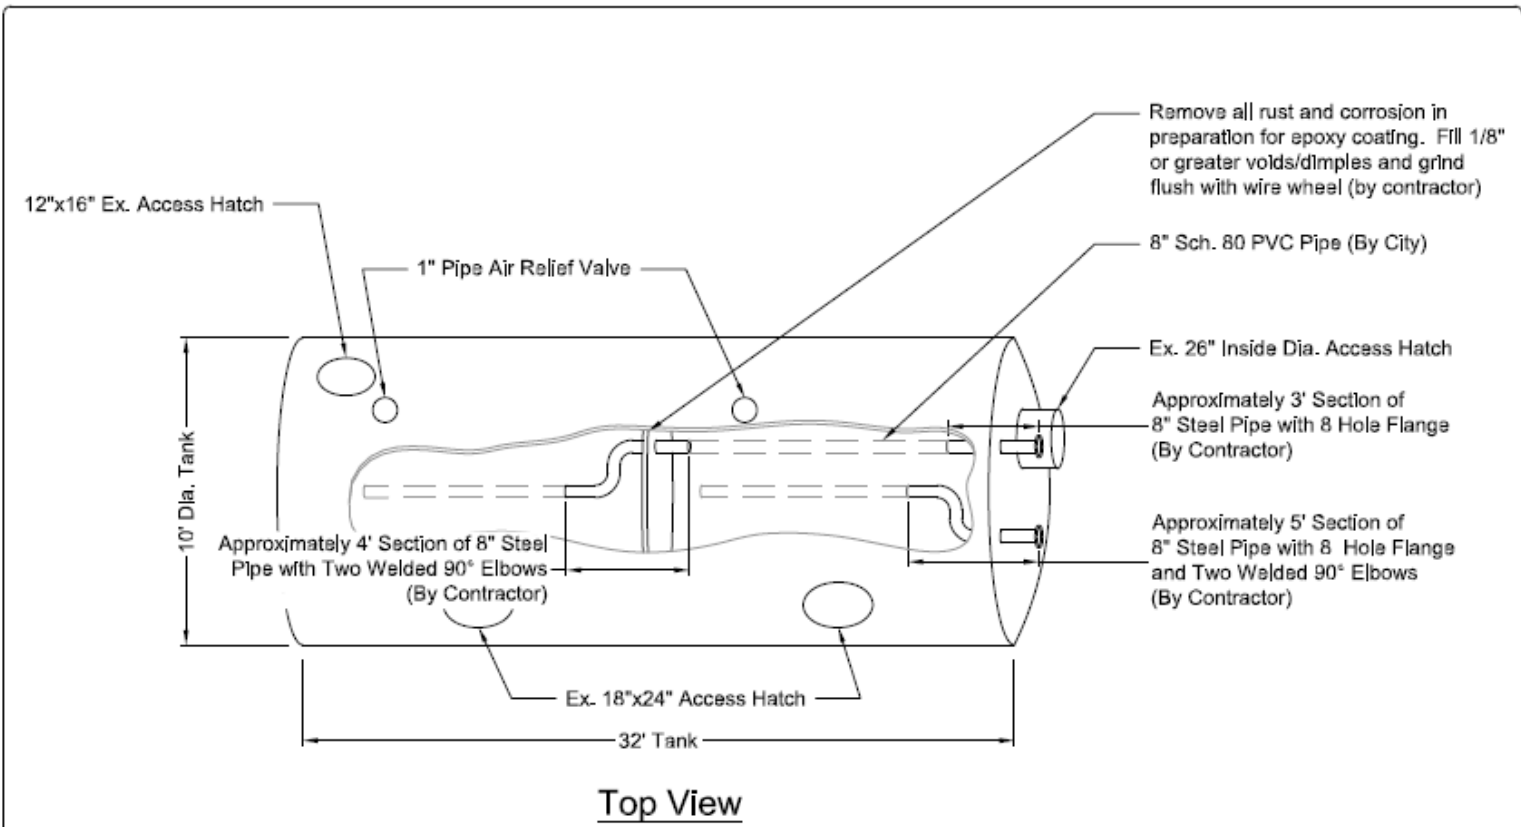 Remove all rust and corrosion in
preparation for epoxy coating. Fill 1/8"
or greater voids/dimples and grind
flush with wire wheel (by contractor)
12"x16" Ex. Access Hatch
8" Sch. 80 PVC Pipe (By City)
1" Pipe Air Relief Valve
Ex. 26" Inside Dia. Access Hatch
Approximately 3' Section of
8" Steel Pipe with 8 Hole Flange
(By Contractor)
10' Dia. Tank
Approximately 4' Section of 8" Steel
Pipe with Two Welded 90° Elbows
(By Contractor)
Approximately 5' Section of
8" Steel Pipe with 8 Hole Flange
and Two Welded 90° Elbows
(By Contractor)
Ex. 18"x24" Access Hatch
32' Tank
Top View